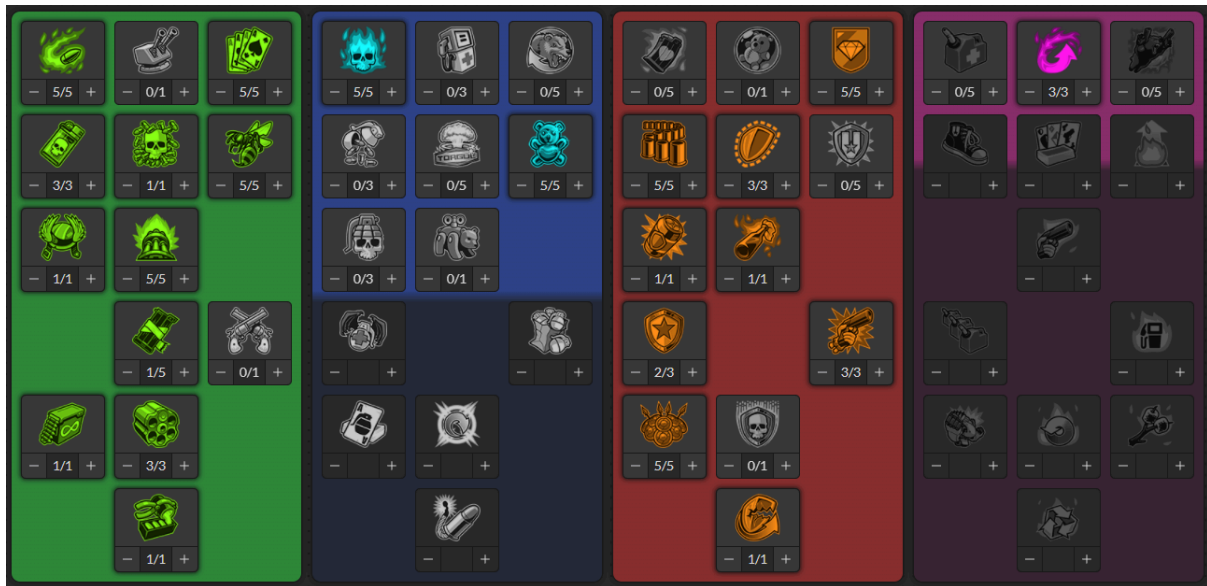 − 5/5 + − 0/1 + − 5/5 + − 5/5 + − 0/3 + − 0/5 + − 0/5 + − 0/1 + − 5/5 + − 0/5 + − 3/3 + − 0/5 +
TORGUE
− 3/3 + − 1/1 + − 5/5 + − 0/3 + − 0/5 + − 5/5 + − 5/5 + − 3/3 + − 0/5 + − + − + − +
− 1/1 + − 5/5 + − 0/3 + − 0/1 + − 1/1 + − 1/1 + − +
− 1/5 + − 0/1 + − + − + − 2/3 + − 3/3 + − + − +
− 1/1 + − 3/3 + − + − + − 5/5 + − 0/1 + − + − + − +
− 1/1 + − + − 1/1 + − +